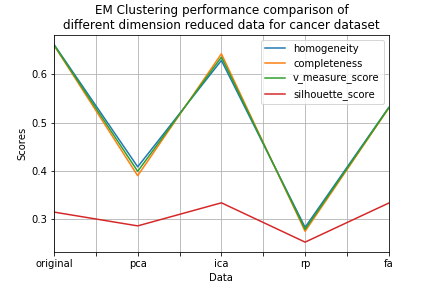 EM Clustering performance comparison of
different dimension reduced data for cancer dataset
homogeneity
completeness
v_measure_score
silhouette_score
Scores
0.6
0.5
0.4
0.3
original
pca
ica
rp
fa
Data